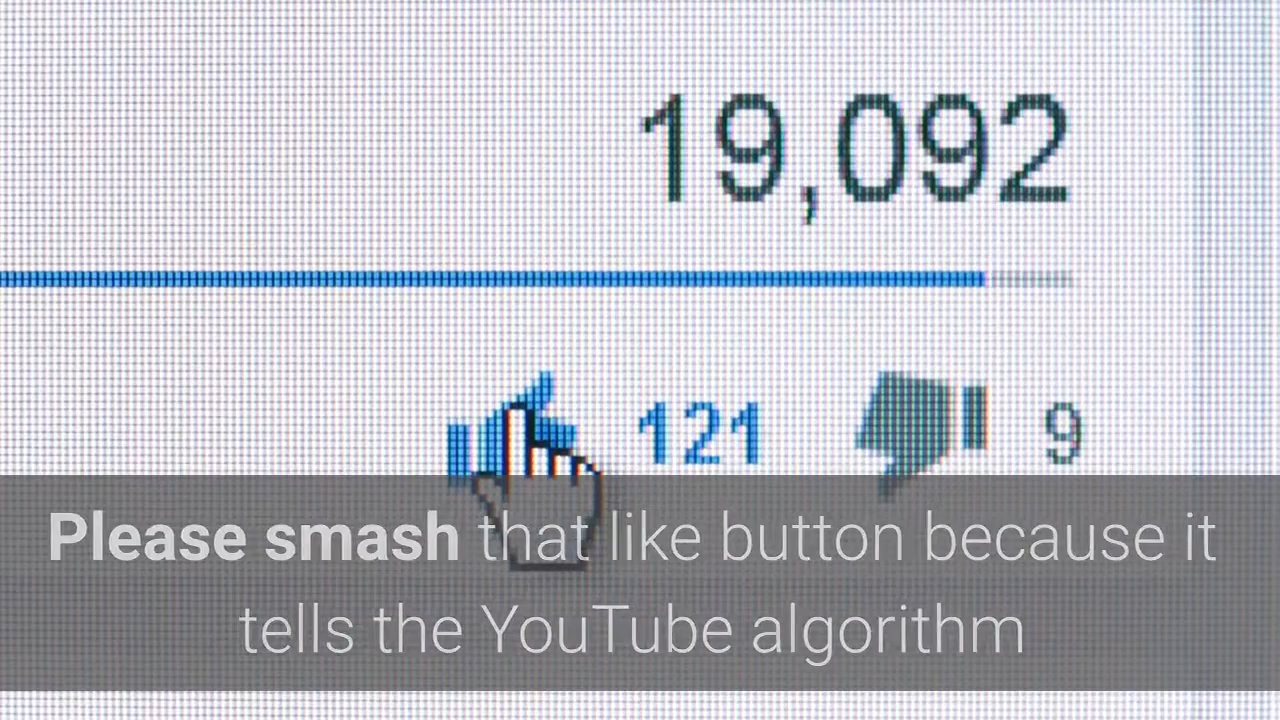 19,092
121 9
Please smash that like button because it
tells the YouTube algorithm